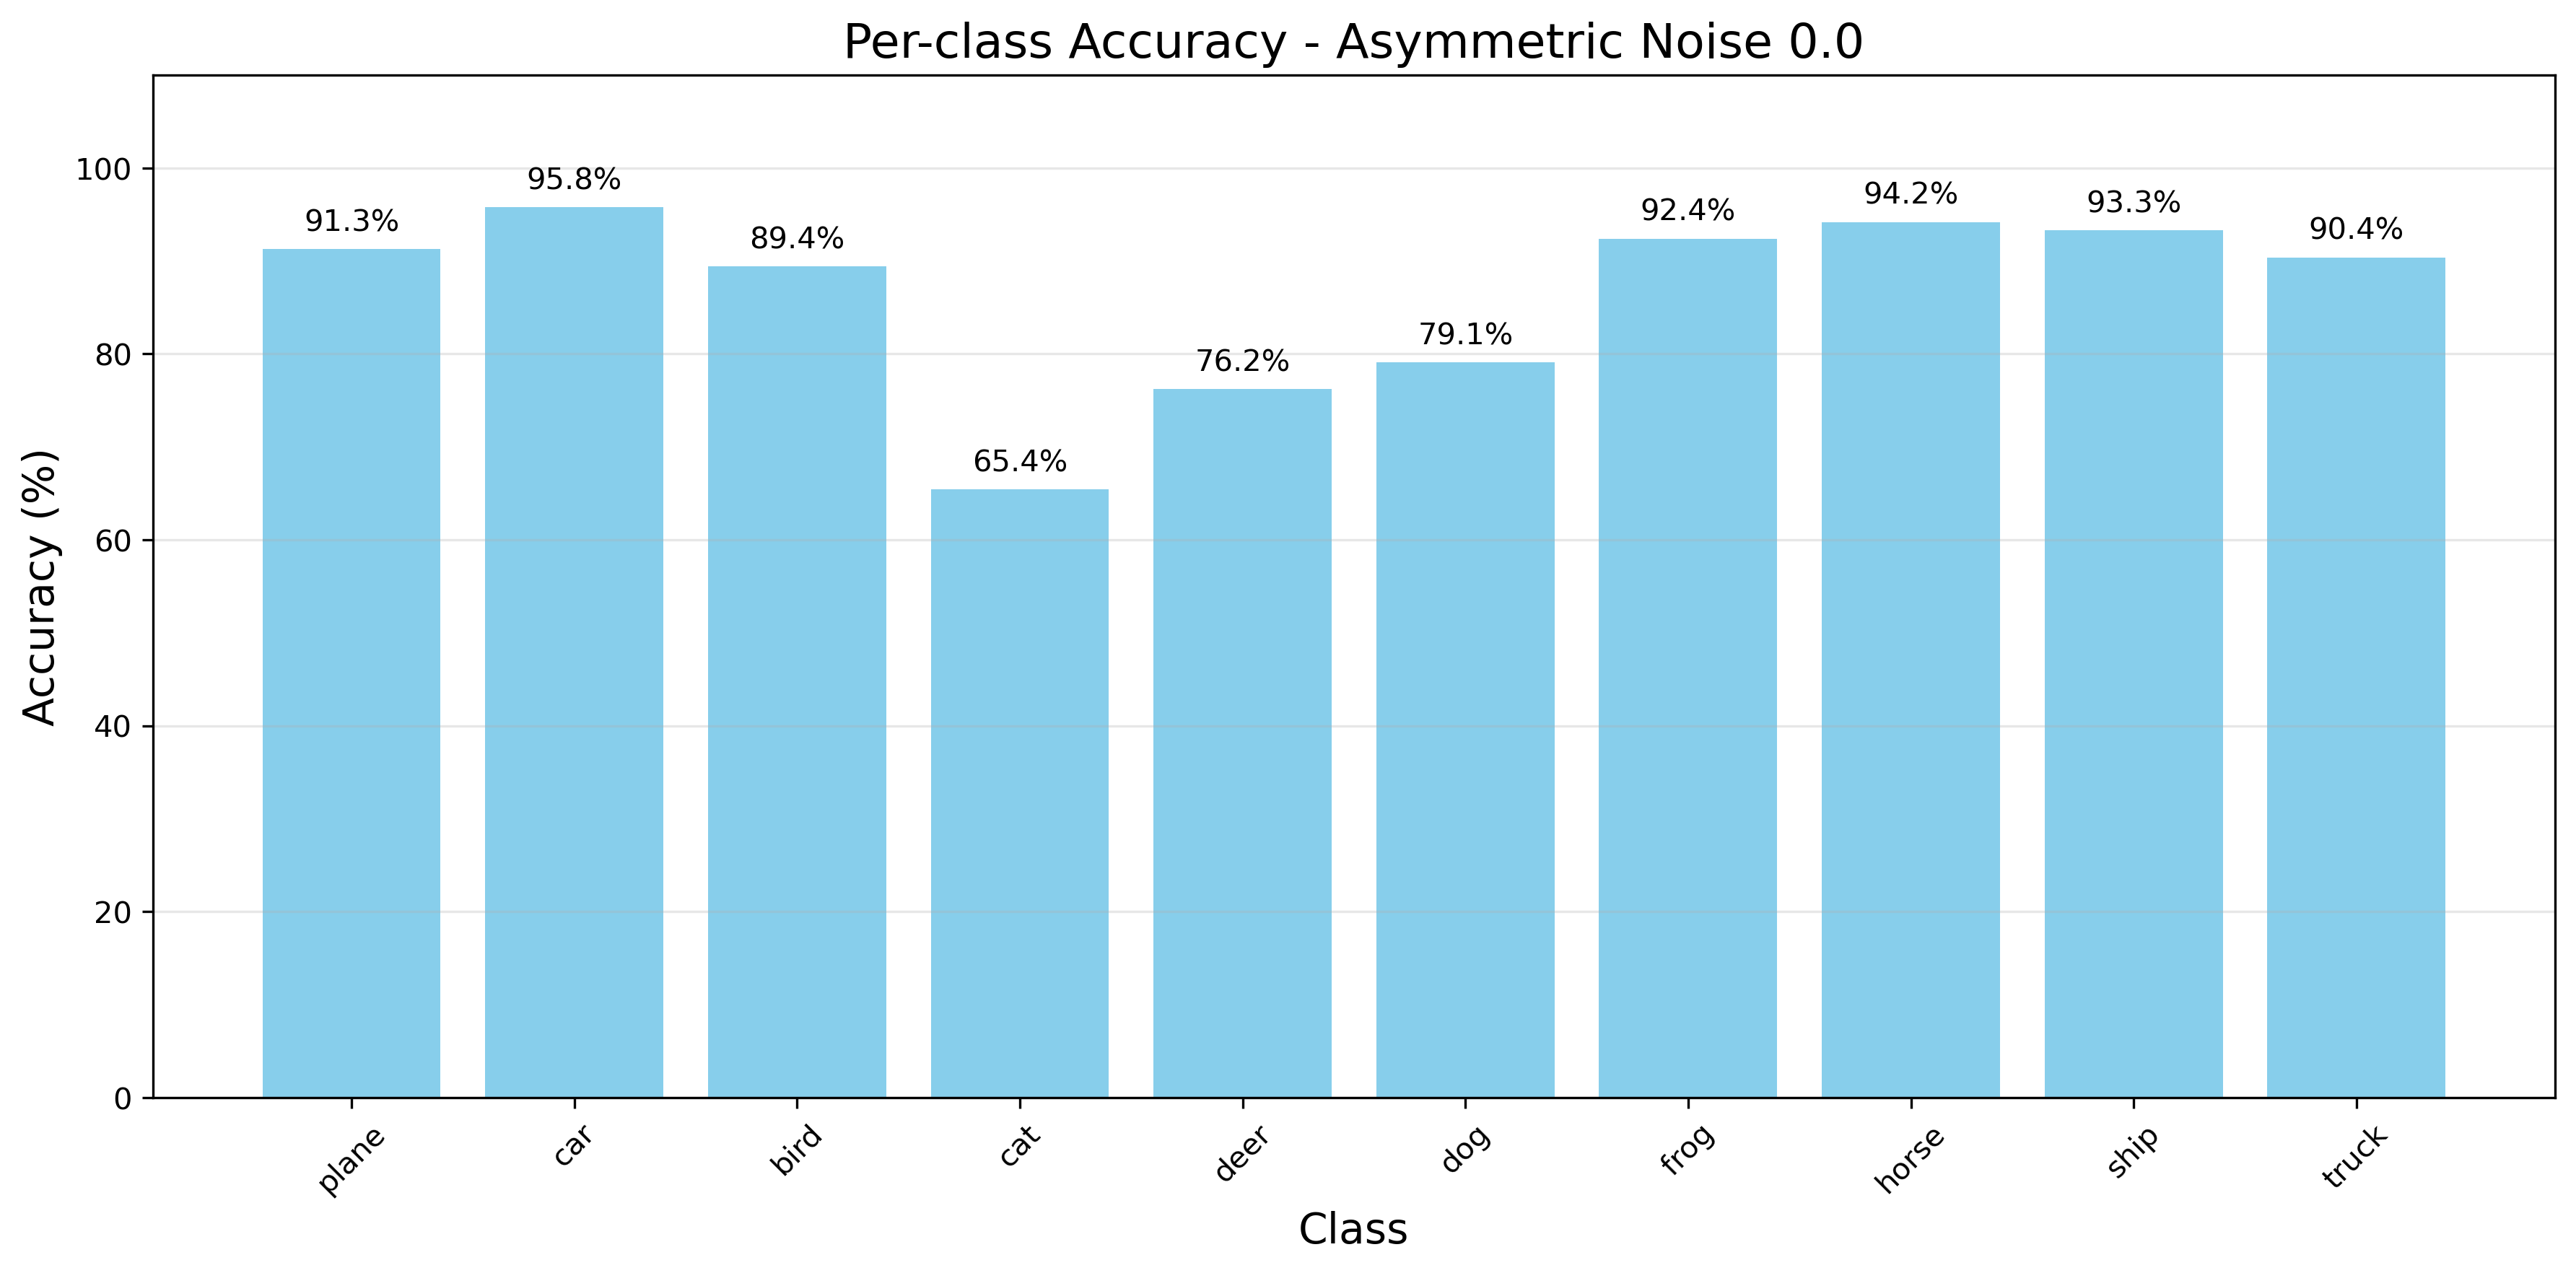 Per-class Accuracy - Asymmetric Noise 0.0
Accuracy (%)
100
80
60
40
20
0
91.3%
95.8%
89.4%
65.4%
76.2%
79.1%
92.4%
94.2%
93.3%
90.4%
plane
car
bird
cat
deer
dog
frog
horse
ship
truck
Class